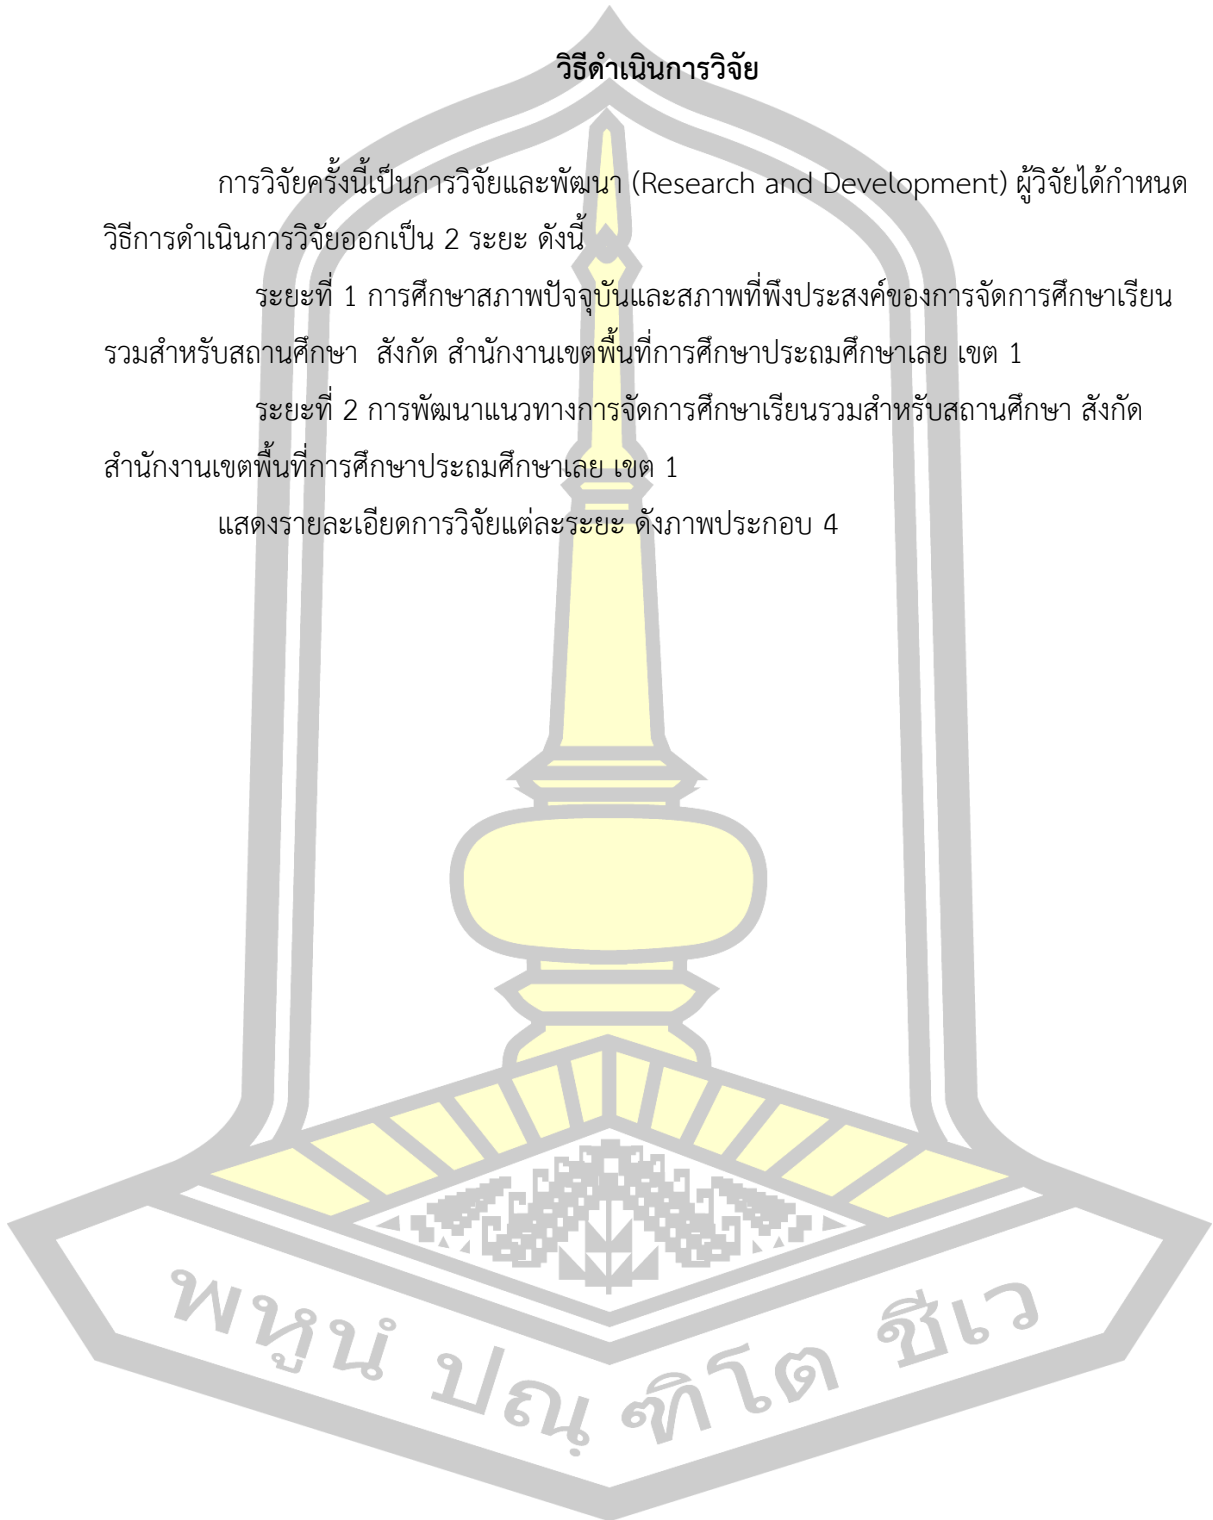 วิธีดำเนินการวิจัย
การวิจัยครั้งนี้เป็นการวิจัยและพัฒนา (Research and Development) ผู้วิจัยได้กำหนด
วิธีการดำเนินการวิจัยออกเป็น 2 ระยะ ดังนี้
ระยะที่ 1 การศึกษาสภาพปัจจุบันและสภาพที่พึงประสงค์ของการจัดการศึกษาเรียน
รวมสำหรับสถานศึกษา สังกัด สำนักงานเขตพื้นที่การศึกษาประถมศึกษาเลย เขต 1
ระยะที่ 2 การพัฒนาแนวทางการจัดการศึกษาเรียนรวมสำหรับสถานศึกษา สังกัด
สำนักงานเขตพื้นที่การศึกษาประถมศึกษาเลย เขต 1
แสดงรายละเอียดการวิจัยแต่ละระยะ ดังภาพประกอบ 4
พหูนํ ปณฺฑิโต ชีเว